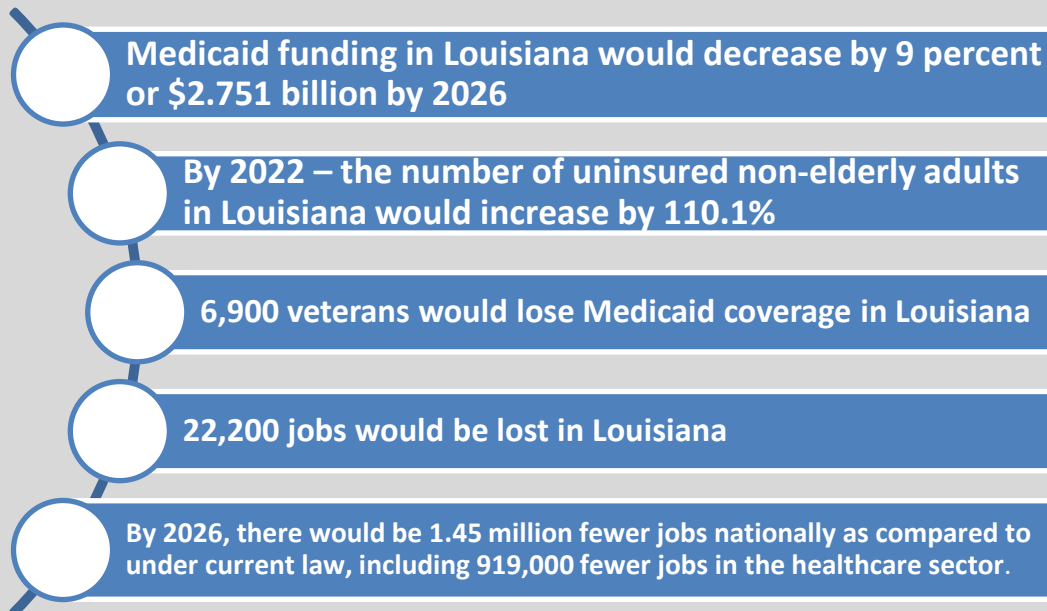 Medicaid funding in Louisiana would decrease by 9 percent
or $2.751 billion by 2026
By 2022 – the number of uninsured non-elderly adults
in Louisiana would increase by 110.1%
6,900 veterans would lose Medicaid coverage in Louisiana
22,200 jobs would be lost in Louisiana
By 2026, there would be 1.45 million fewer jobs nationally as compared to
under current law, including 919,000 fewer jobs in the healthcare sector.